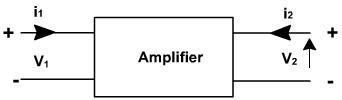 i1 i2
+ +
Amplifier
V1 V2
- -